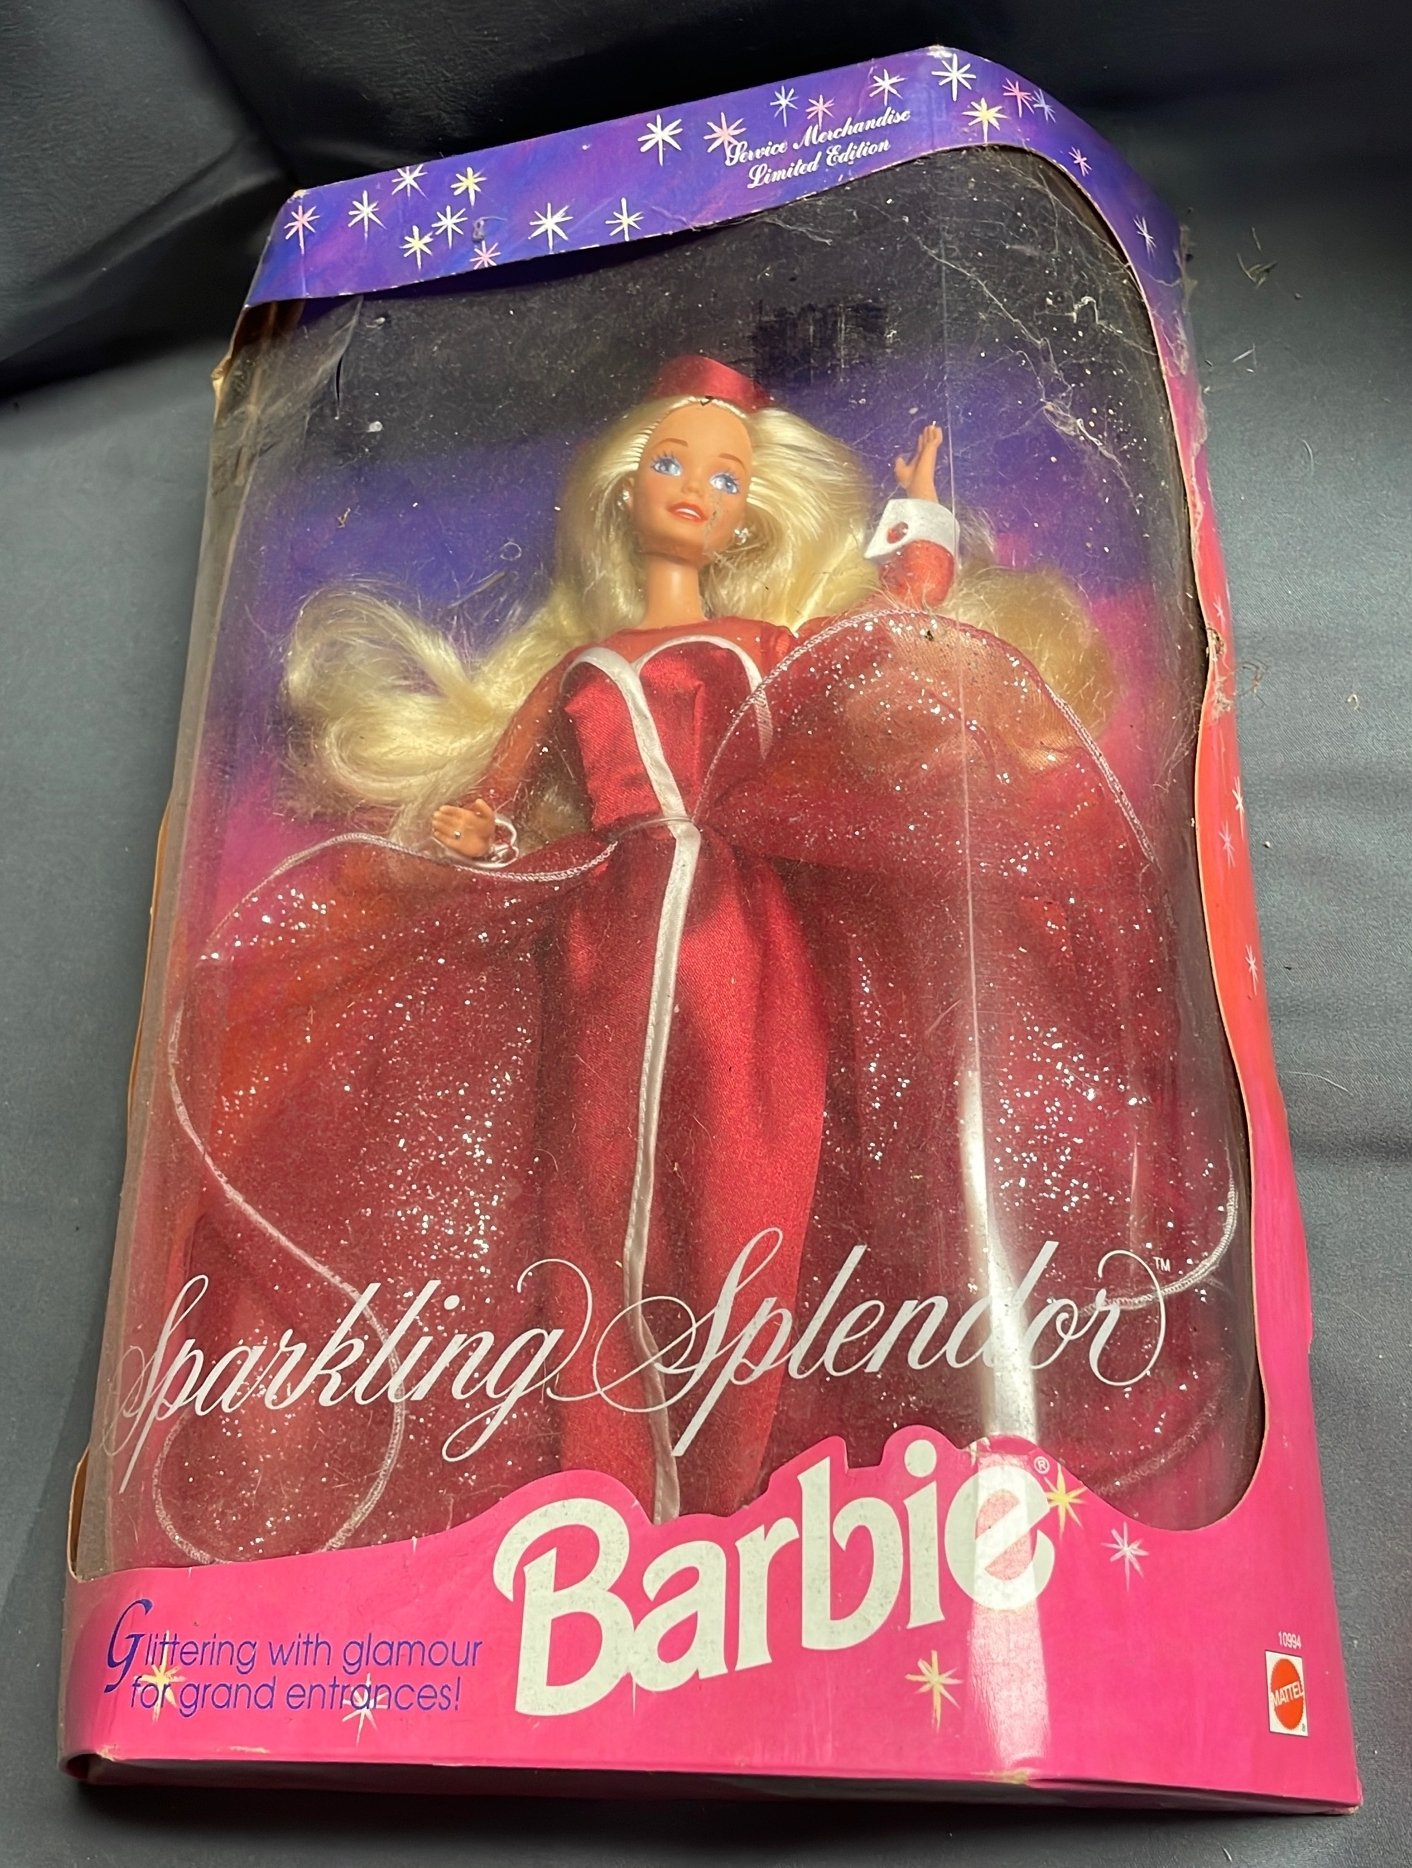 Service Merchandise
Limited Edition
Sparkling Splendor™
Barbie®
Glittering with glamour
for grand entrances!
10994
MATTEL
®